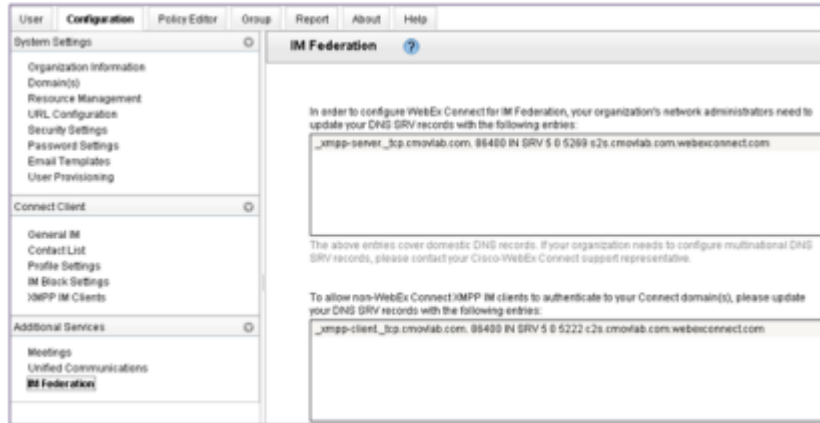 User Configuration Policy Editor Group Report About Help
System Settings
Organization Information
Domain(s)
Resource Management
URL Configuration
Security Settings
Password Settings
Email Templates
User Provisioning
Connect Client
General IM
Contact List
Profile Settings
IM Block Settings
XMPP IM Clients
Additional Services
Meetings
Unified Communications
IM Federation
IM Federation ?
In order to configure WebEx Connect for IM Federation, your organization's network administrators need to
update your DNS SRV records with the following entries:
_xmpp-server._tcp.cmovlab.com. 86400 IN SRV 5 0 5269 s2s.cmovlab.com.webexconnect.com
The above entries cover domestic DNS records. If your organization needs to configure multinational DNS
SRV records, please contact your Cisco-WebEx Connect support representative.
To allow non-WebEx Connect XMPP IM clients to authenticate to your Connect domain(s), please update
your DNS SRV records with the following entries:
_xmpp-client._tcp.cmovlab.com. 86400 IN SRV 5 0 5222 c2s.cmovlab.com.webexconnect.com